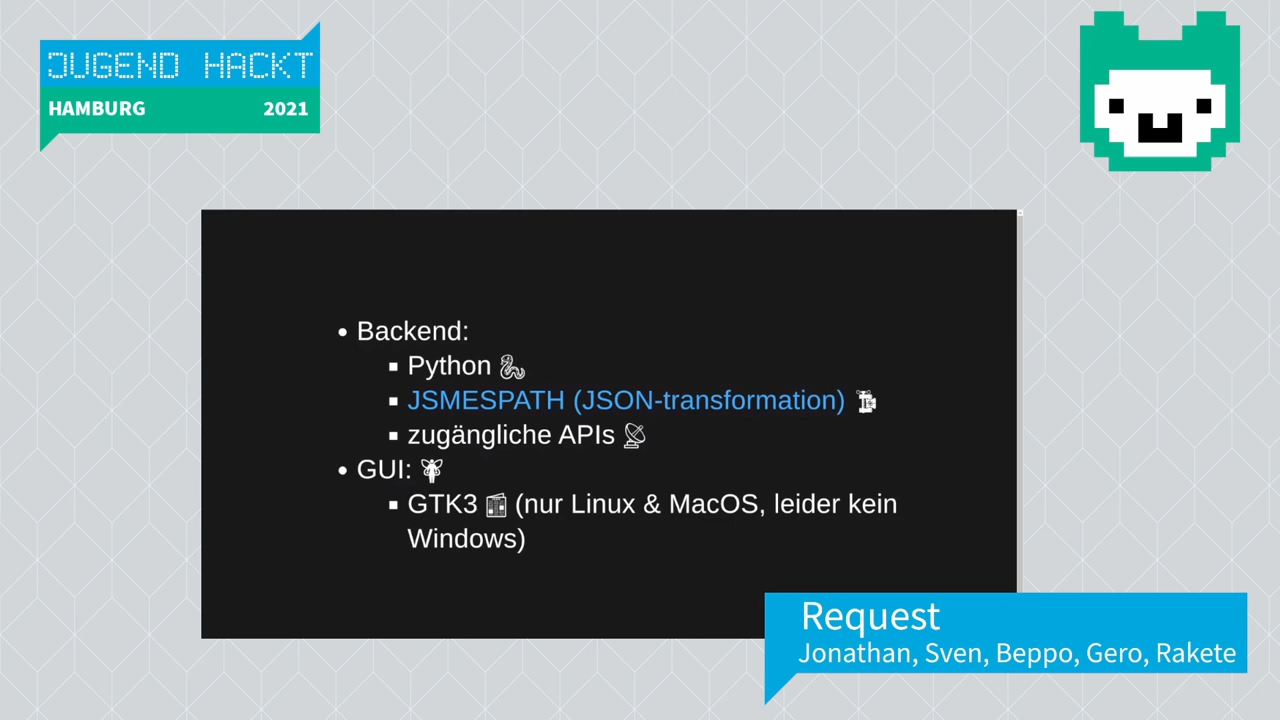 JUGEND HACKT
HAMBURG 2021
Backend:
Python
JSMESPATH (JSON-transformation)
zugängliche APIs
GUI:
GTK3 (nur Linux & MacOS, leider kein
Windows)
Request
Jonathan, Sven, Beppo, Gero, Rakete